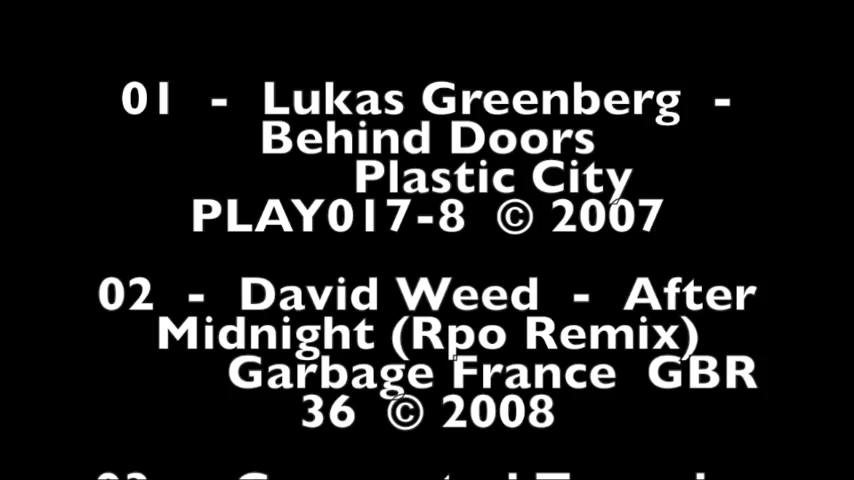 01 - Lukas Greenberg -
Behind Doors
Plastic City
PLAY017-8 © 2007
02 - David Weed - After
Midnight (Rpo Remix)
Garbage France GBR
36 © 2008